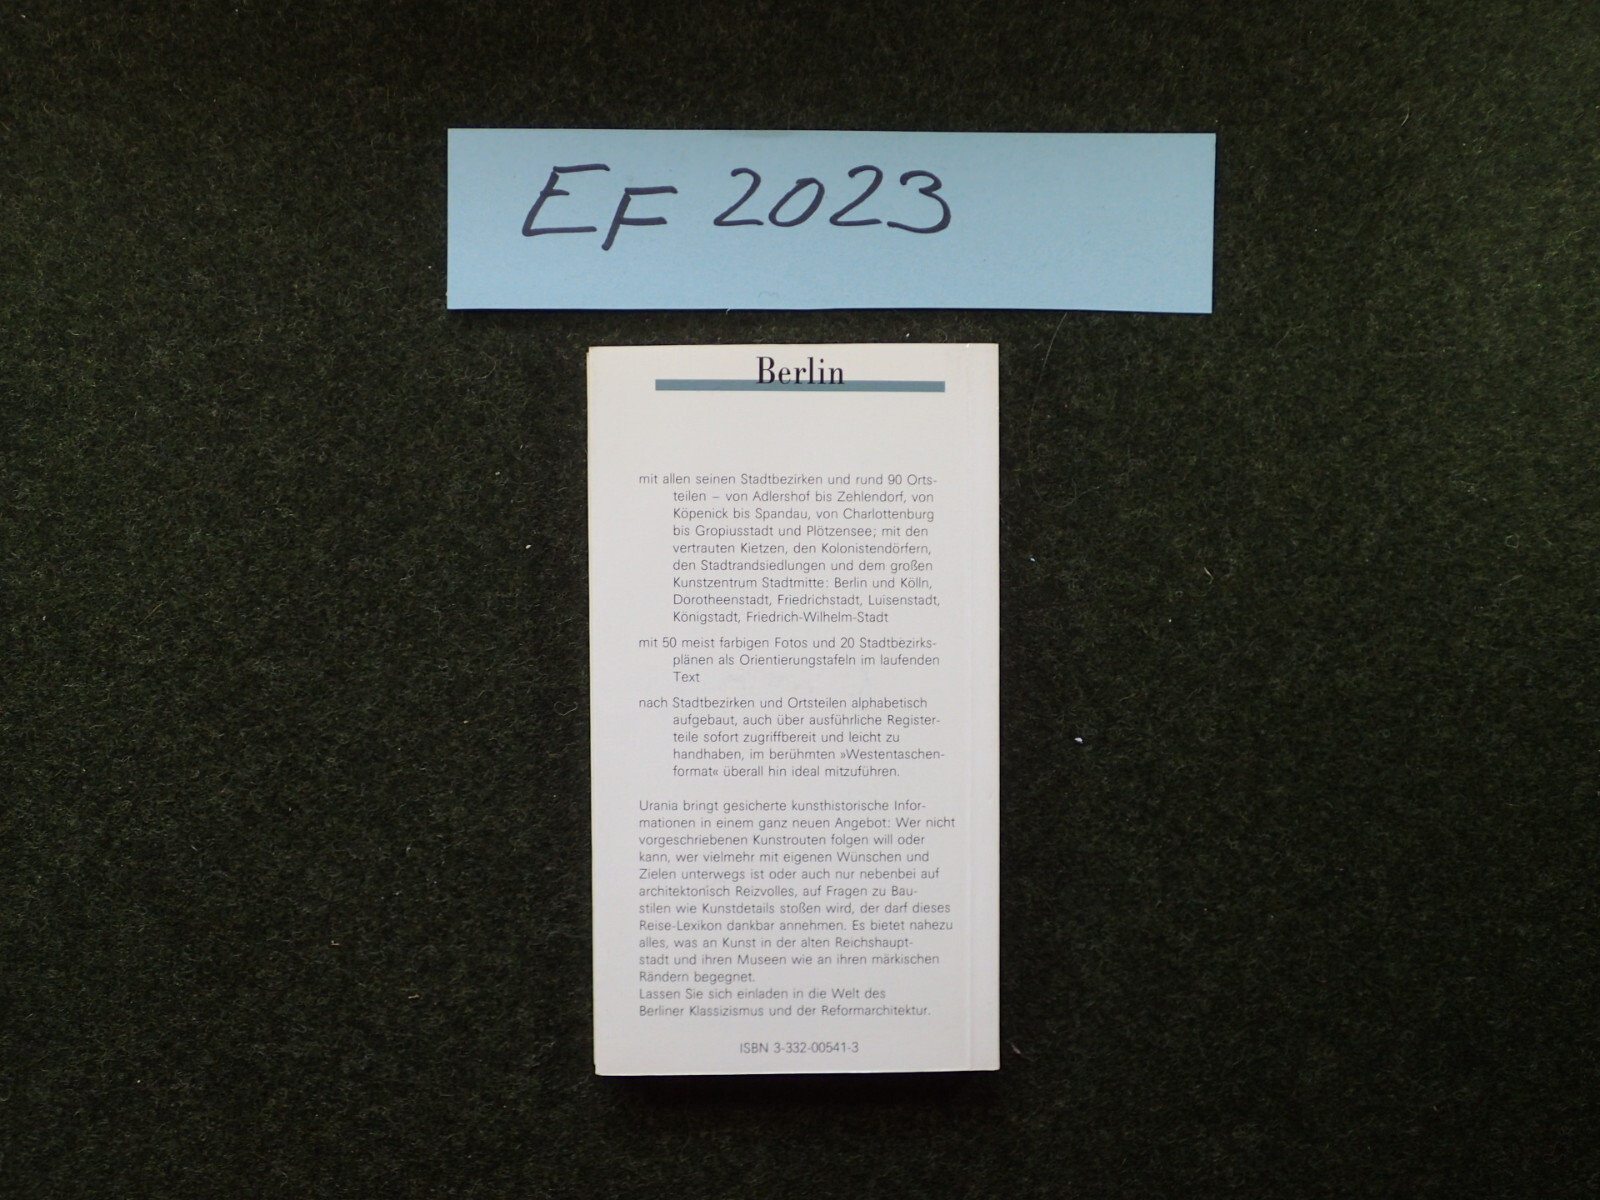 EF 2023
Berlin
mit allen seinen Stadtbezirken und rund 90 Orts-
teilen – von Adlershof bis Zehlendorf, von
Köpenick bis Spandau, von Charlottenburg
bis Gropiusstadt und Plötzensee; mit den
vertrauten Kietzen, den Kolonistendörfern,
den Stadtrandsiedlungen und dem großen
Kunstzentrum Stadtmitte: Berlin und Kölln,
Dorotheenstadt, Friedrichstadt, Luisenstadt,
Königstadt, Friedrich-Wilhelm-Stadt
mit 50 meist farbigen Fotos und 20 Stadtbezirks-
plänen als Orientierungstafeln im laufenden
Text
nach Stadtbezirken und Ortsteilen alphabetisch
aufgebaut, auch über ausführliche Register-
teile sofort zugriffbereit und leicht zu
handhaben, im berühmten »Westentaschen-
format« überall hin ideal mitzuführen.
Urania bringt gesicherte kunsthistorische Infor-
mationen in einem ganz neuen Angebot: Wer nicht
vorgeschriebenen Kunstrouten folgen will oder
kann, wer vielmehr mit eigenen Wünschen und
Zielen unterwegs ist oder auch nur nebenbei auf
architektonisch Reizvolles, auf Fragen zu Bau-
stilen wie Kunstdetails stoßen wird, der darf dieses
Reise-Lexikon dankbar annehmen. Es bietet nahezu
alles, was an Kunst in der alten Reichshaupt-
stadt und ihren Museen wie an ihren märkischen
Rändern begegnet.
Lassen Sie sich einladen in die Welt des
Berliner Klassizismus und der Reformarchitektur.
ISBN 3-332-00541-3